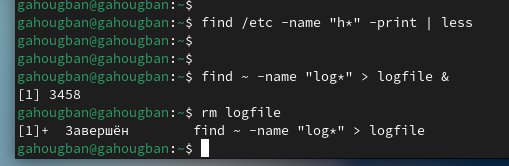 gahougban@gahougban:~$
gahougban@gahougban:~$ find /etc -name "h*" -print | less
gahougban@gahougban:~$
gahougban@gahougban:~$
gahougban@gahougban:~$ find ~ -name "log*" > logfile &
[1] 3458
gahougban@gahougban:~$ rm logfile
[1]+  Завершён        find ~ -name "log*" > logfile
gahougban@gahougban:~$